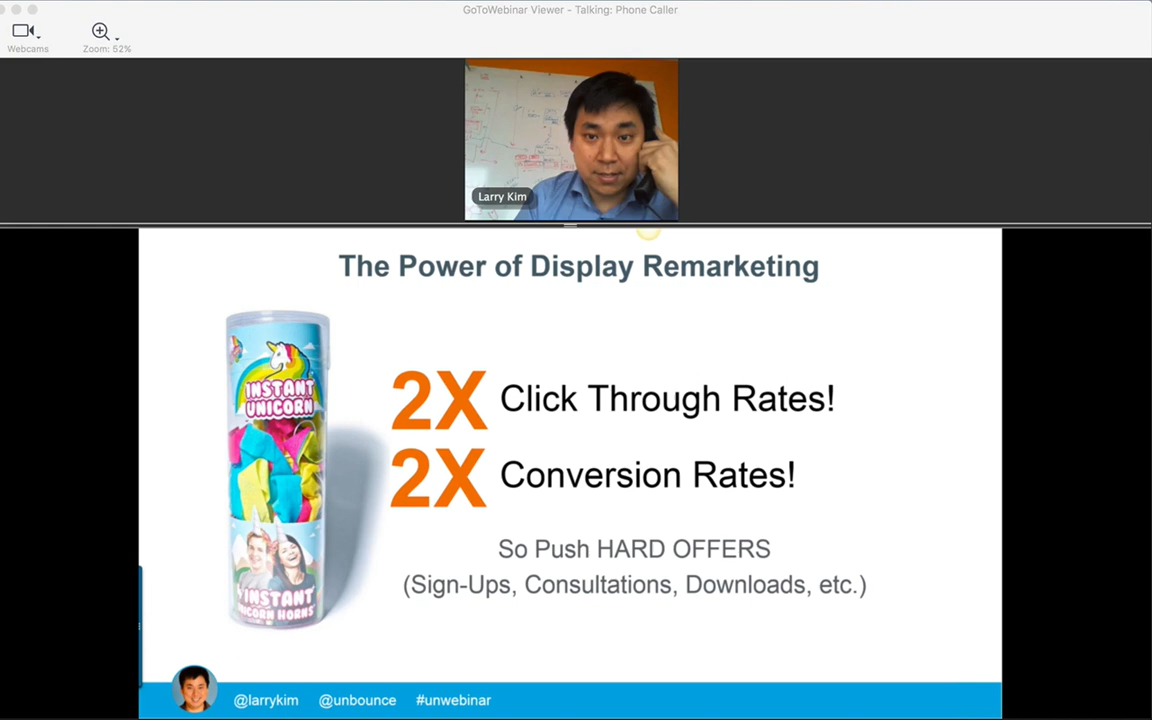 GoToWebinar Viewer - Talking: Phone Caller
Webcams
Zoom: 52%
Larry Kim
The Power of Display Remarketing
INSTANT
UNICORN
2X Click Through Rates!
2X Conversion Rates!
So Push HARD OFFERS
(Sign-Ups, Consultations, Downloads, etc.)
INSTANT
UNICORN HORNS
@larrykim @unbounce #unwebinar